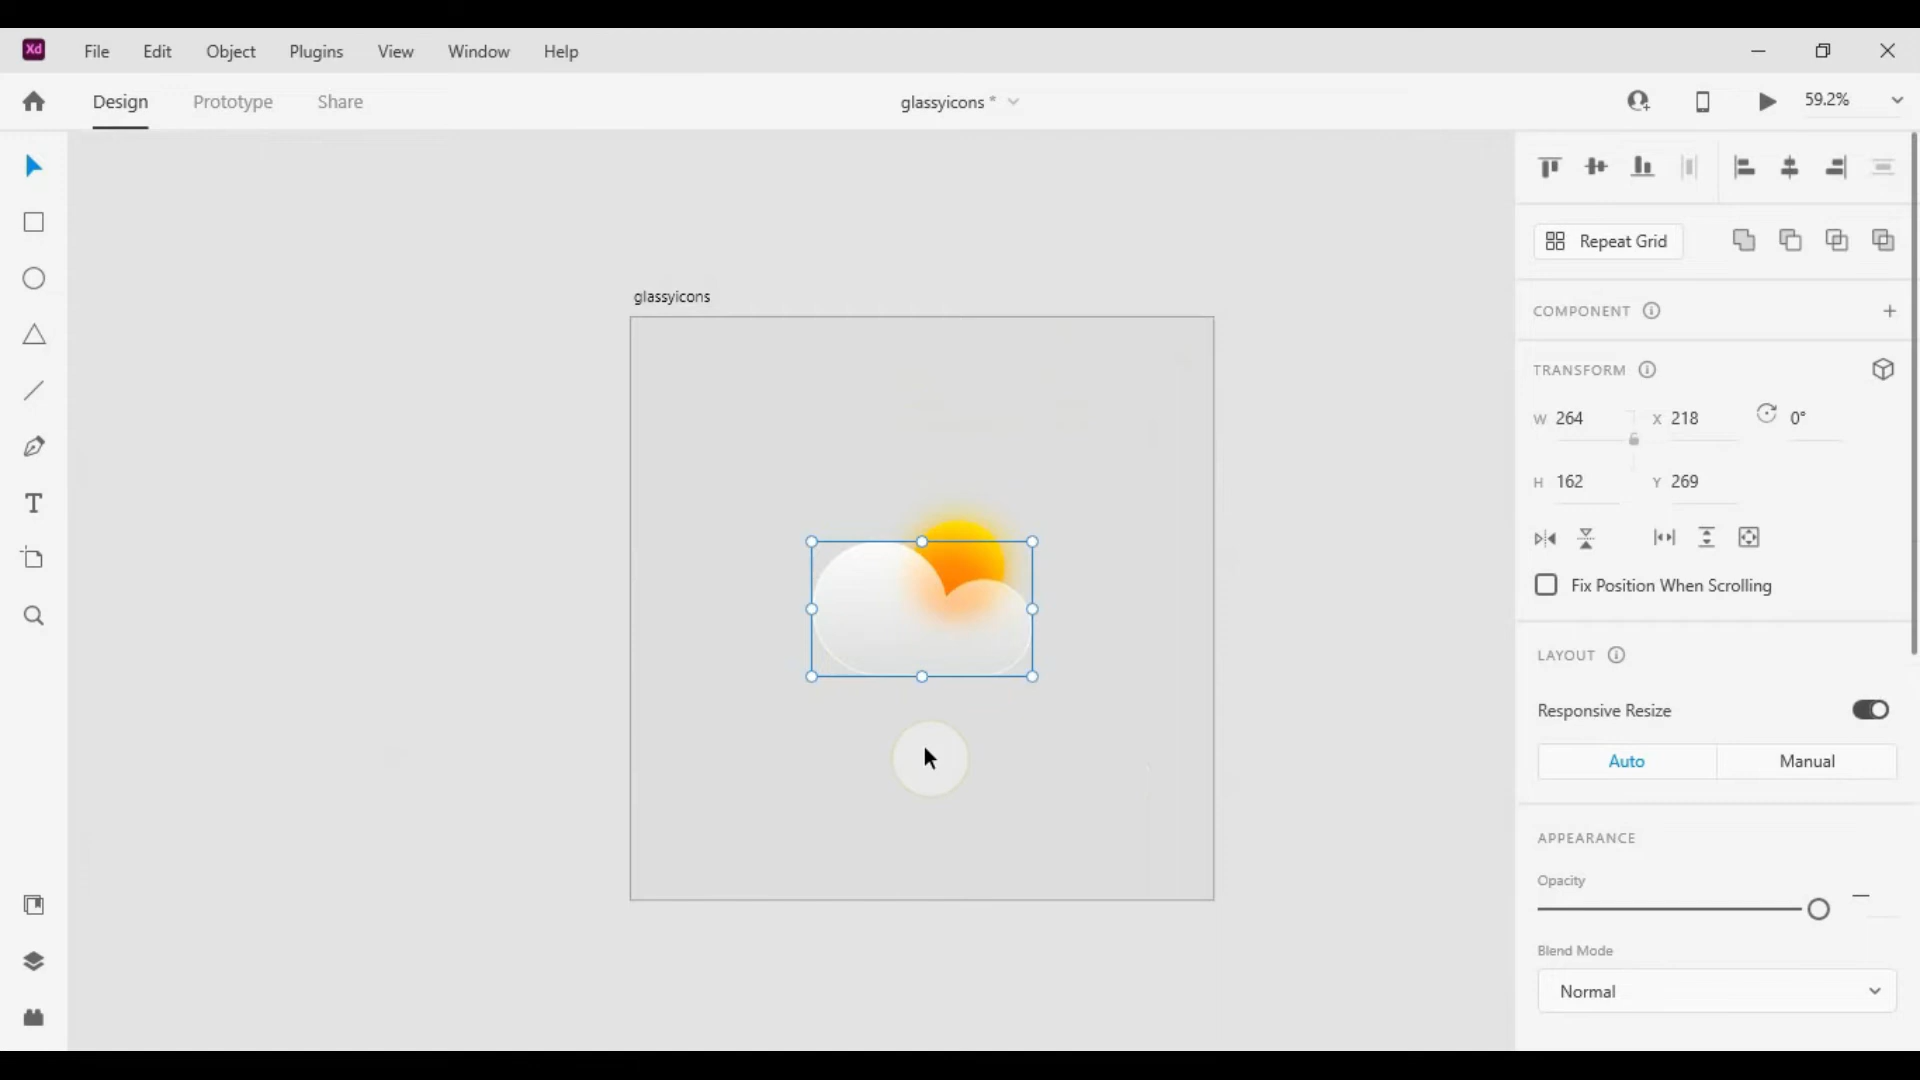 Xd File Edit Object Plugins View Window Help
Design Prototype Share glassyicons * 59.2%
glassyicons
Repeat Grid
COMPONENT
TRANSFORM
W 264 X 218 0°
H 162 Y 269
Fix Position When Scrolling
LAYOUT
Responsive Resize
Auto Manual
APPEARANCE
Opacity
Blend Mode
Normal